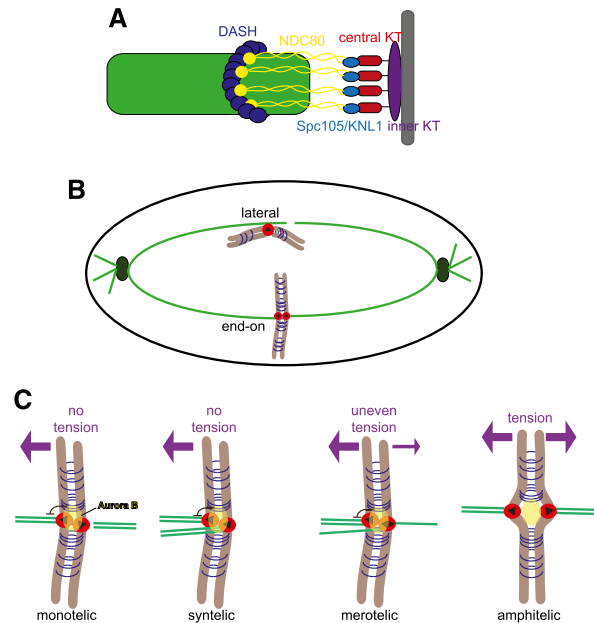 A
DASH
NDC80
central KT
Spc105/KNL1 inner KT
B
lateral
end-on
C
no
tension
no
tension
uneven
tension
tension
Aurora B
monotelic
syntelic
merotelic
amphitelic